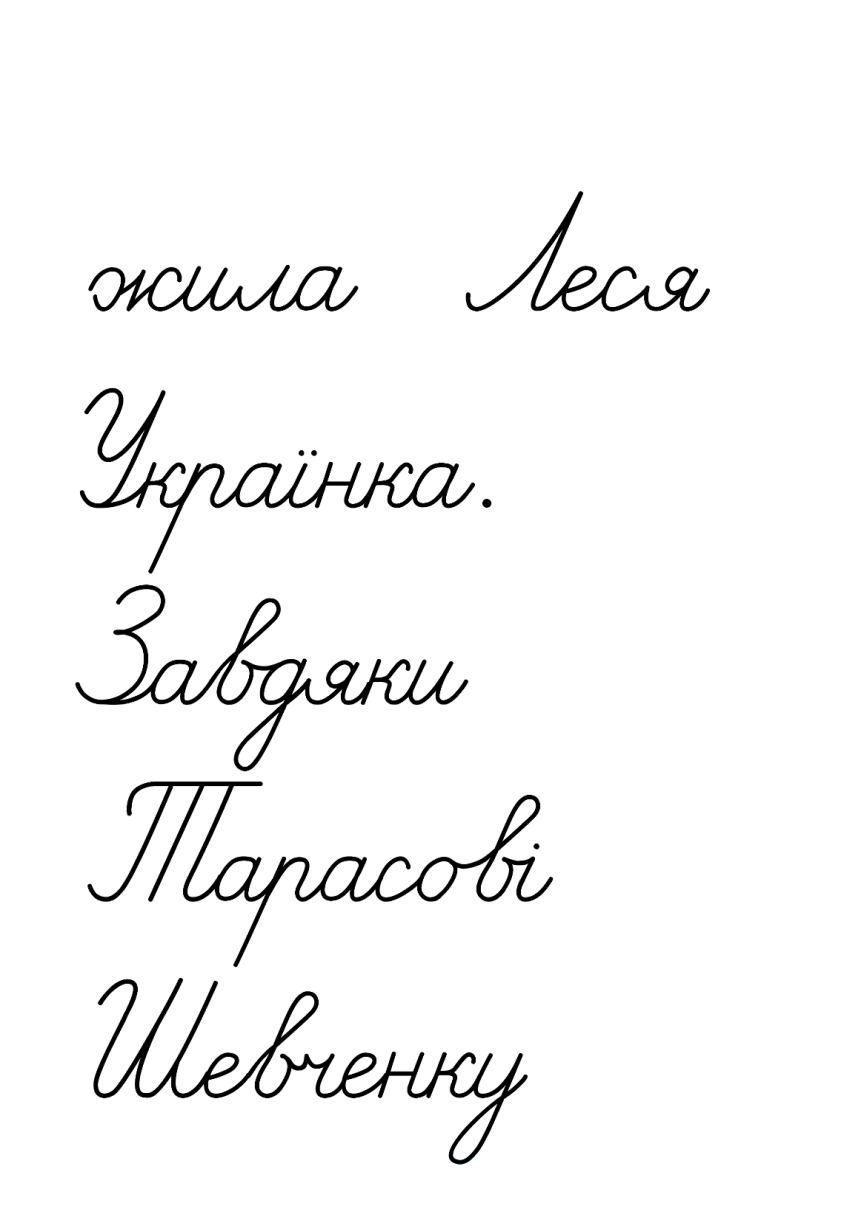 жила Леся
Українка.
Завдяки
Тарасові
Шевченку